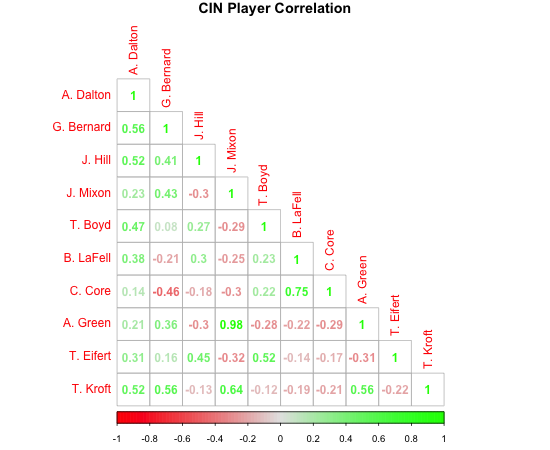 CIN Player Correlation
A. Dalton
G. Bernard
J. Hill
J. Mixon
T. Boyd
B. LaFell
C. Core
A. Green
T. Eifert
T. Kroft
A. Dalton 1
G. Bernard 0.56 1
J. Hill 0.52 0.41 1
J. Mixon 0.23 0.43 -0.3 1
T. Boyd 0.47 0.08 0.27 -0.29 1
B. LaFell 0.38 -0.21 0.3 -0.25 0.23 1
C. Core 0.14 -0.46 -0.18 -0.3 0.22 0.75 1
A. Green 0.21 0.36 -0.3 0.98 -0.28 -0.22 -0.29 1
T. Eifert 0.31 0.16 0.45 -0.32 0.52 -0.14 -0.17 -0.31 1
T. Kroft 0.52 0.56 -0.13 0.64 -0.12 -0.19 -0.21 0.56 -0.22 1
-1 -0.8 -0.6 -0.4 -0.2 0 0.2 0.4 0.6 0.8 1